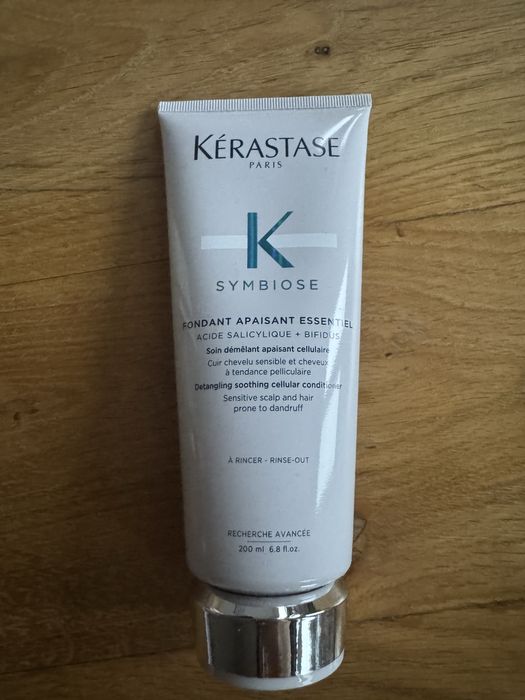 KÉRASTASE
PARIS
K
SYMBIOSE
FONDANT APAISANT ESSENTIEL
ACIDE SALICYLIQUE + BIFIDUS
Soin démêlant apaisant cellulaire
Cuir chevelu sensible et cheveux
à tendance pelliculaire
Detangling soothing cellular conditioner
Sensitive scalp and hair
prone to dandruff
À RINCER - RINSE-OUT
RECHERCHE AVANCÉE
200 ml 6.8 fl.oz.